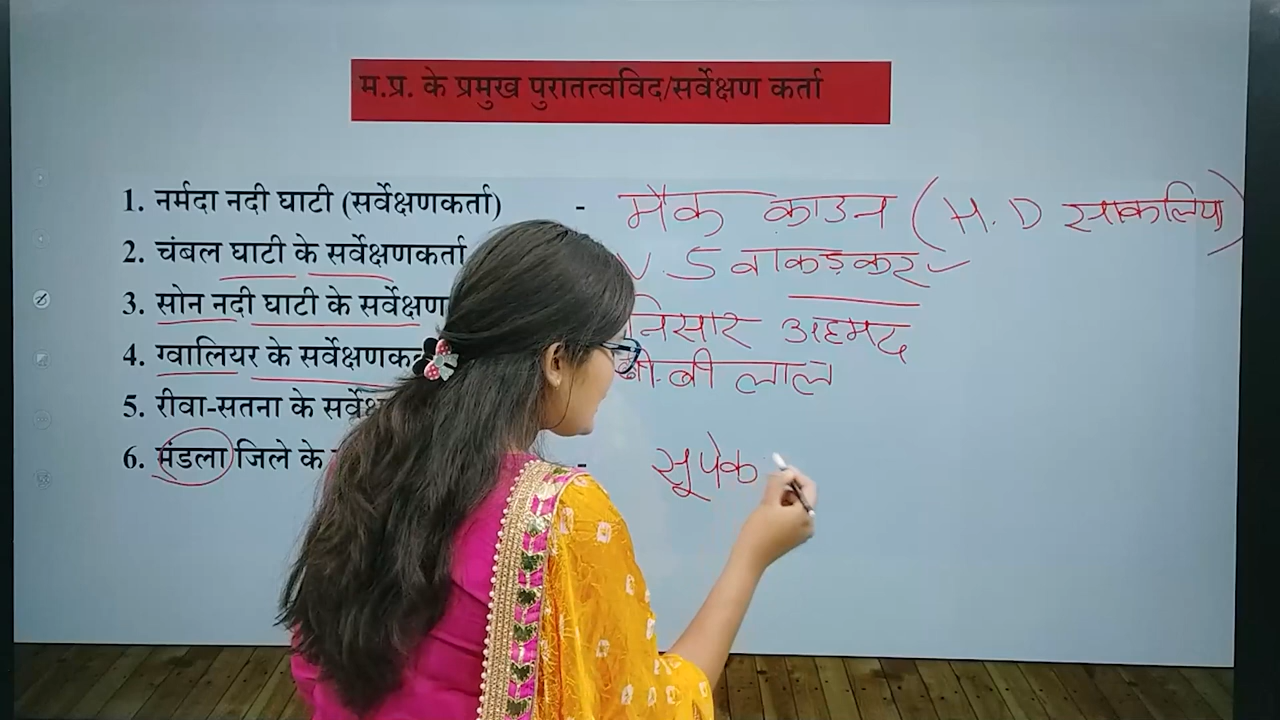 म.प्र. के प्रमुख पुरातत्वविद/सर्वेक्षण कर्ता
1. नर्मदा नदी घाटी (सर्वेक्षणकर्ता) - मैक काउन (H. D साकलिया)
2. चंबल घाटी के सर्वेक्षणकर्ता V. S वाकड़कर
3. सोन नदी घाटी के सर्वेक्षण निसार अहमद
4. ग्वालियर के सर्वेक्षणक बी. बी लाल
5. रीवा-सतना के
6. मंडला जिले के - सूपेक